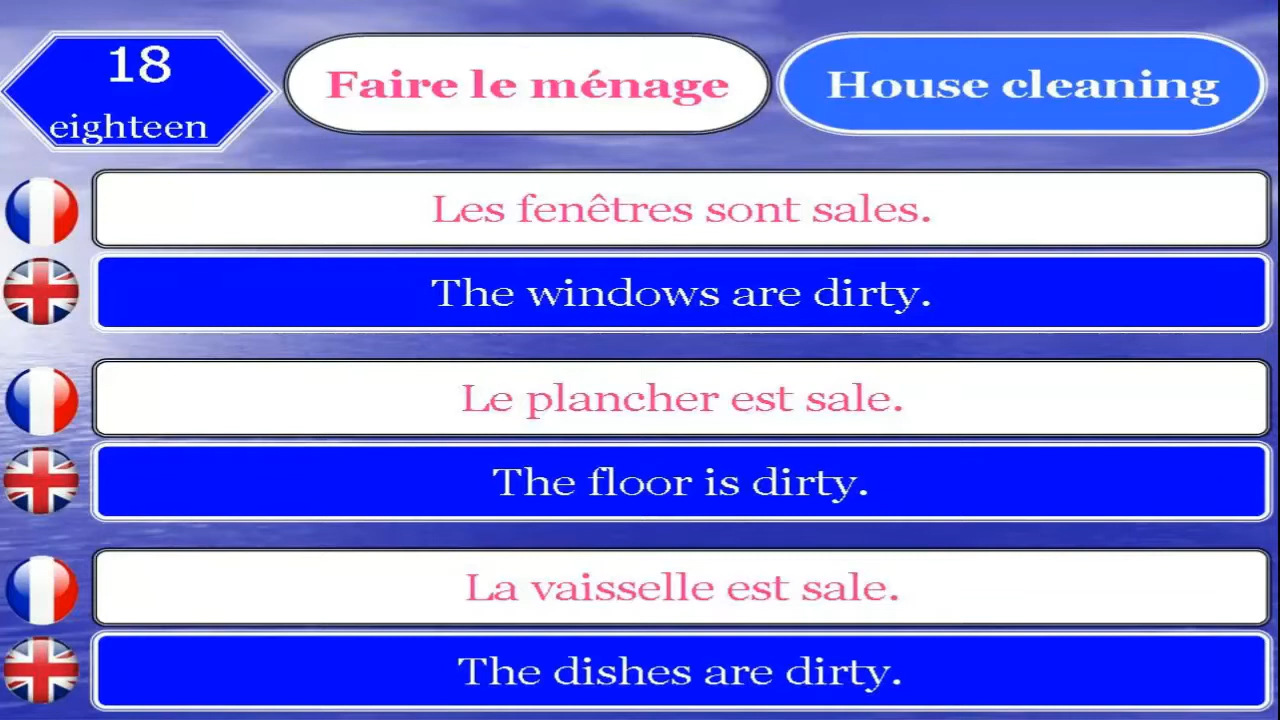 18
eighteen
Faire le ménage
House cleaning
Les fenêtres sont sales.
The windows are dirty.
Le plancher est sale.
The floor is dirty.
La vaisselle est sale.
The dishes are dirty.